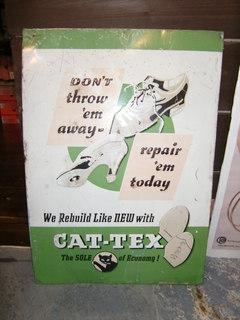 DON'T
throw
'em
away-
repair
'em
today
We Rebuild Like NEW with
CAT-TEX
The SOLE of Economy!